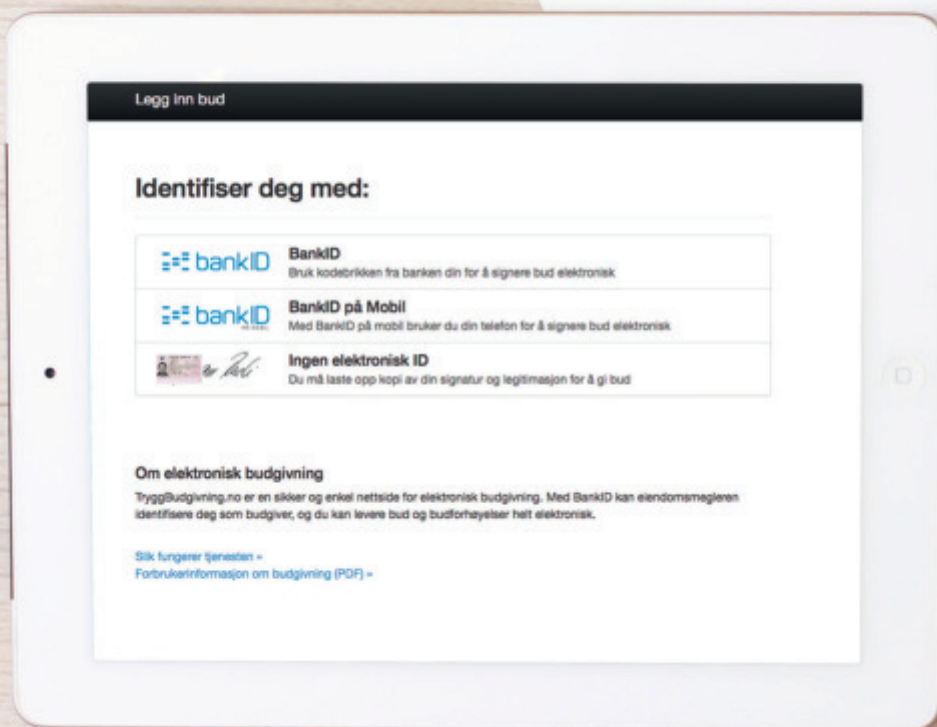 Legg inn bud
Identifiser deg med:
bankID
BankID
Bruk kodebrikken fra banken din for å signere bud elektronisk
bankID
PÅ MOBIL
BankID på Mobil
Med BankID på mobil bruker du din telefon for å signere bud elektronisk
Ingen elektronisk ID
Du må laste opp kopi av din signatur og legitimasjon for å gi bud
Om elektronisk budgivning
TryggBudgivning.no er en sikker og enkel nettside for elektronisk budgivning. Med BankID kan eiendomsmegleren
identifisere deg som budgiver, og du kan levere bud og budforhøyelser helt elektronisk.
Slik fungerer tjenesten »
Forbrukerinformasjon om budgivning (PDF) »